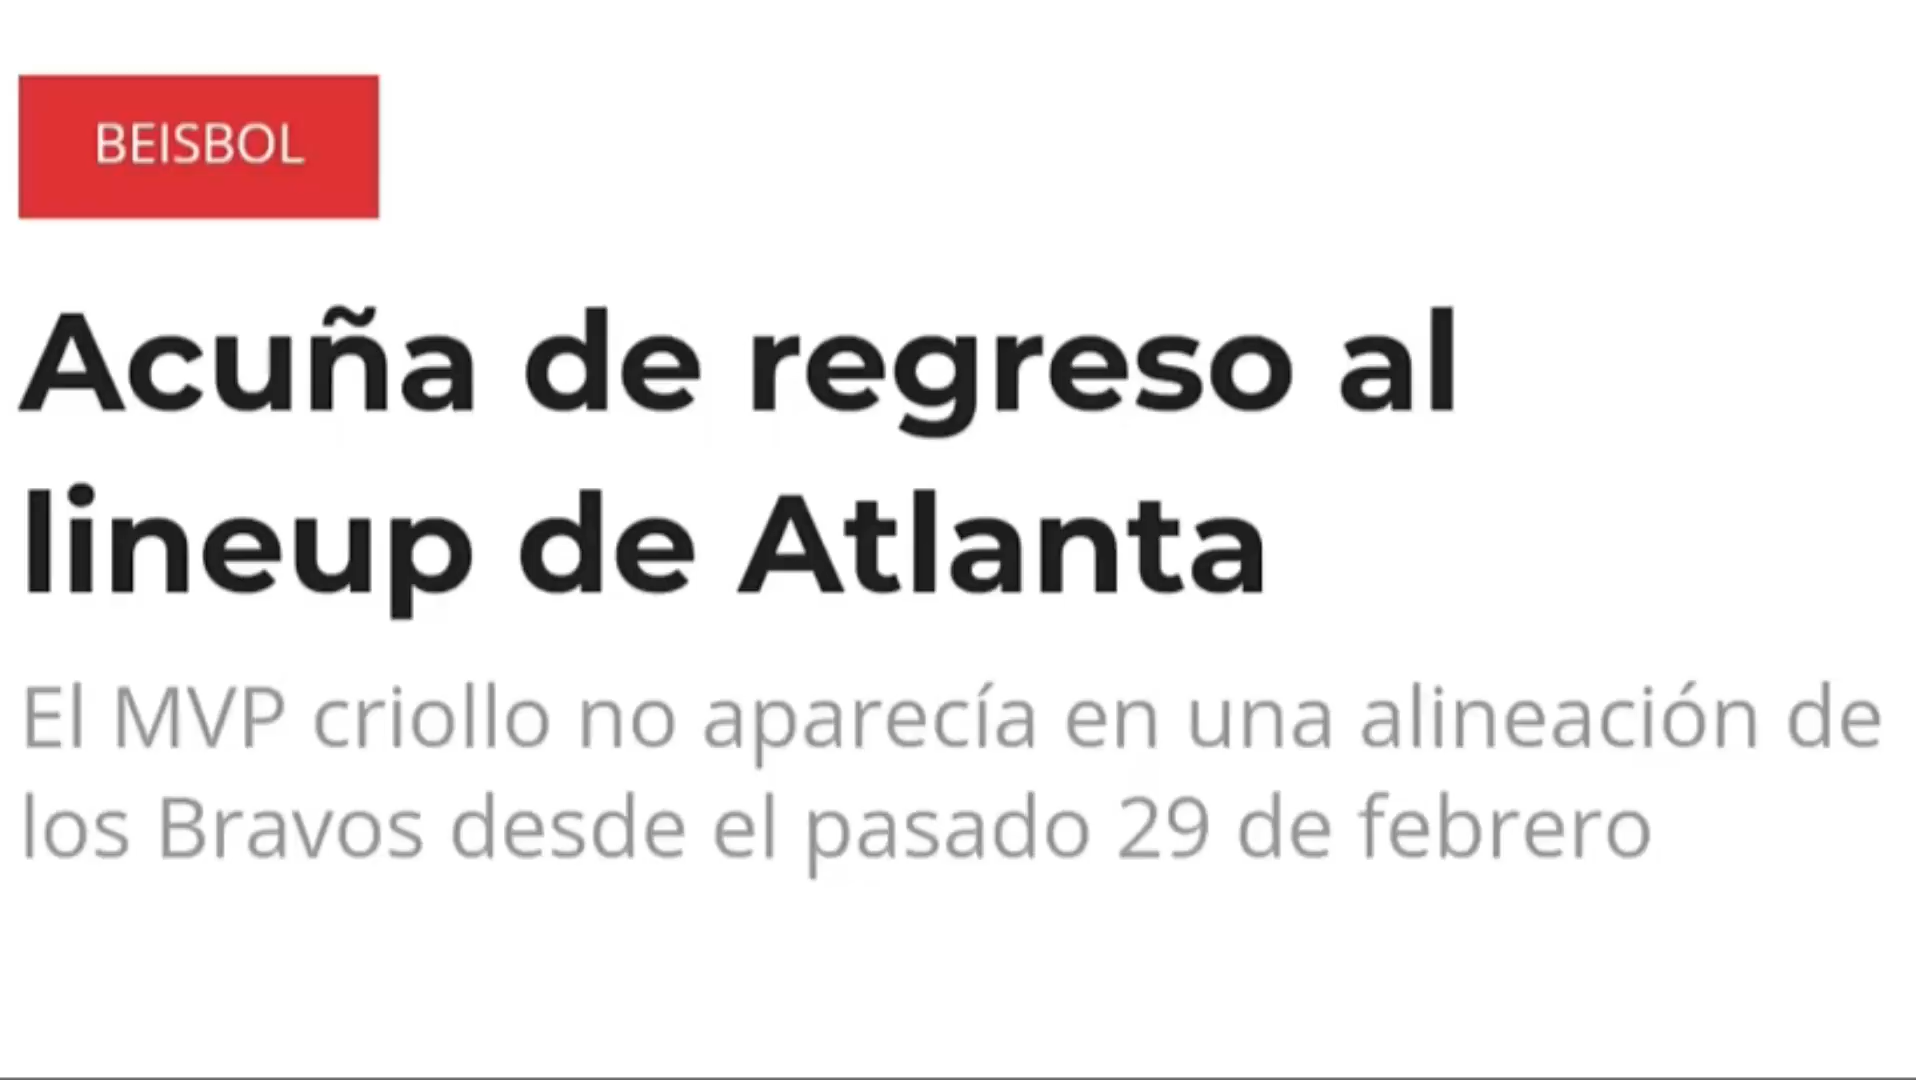 BEISBOL
Acuña de regreso al
lineup de Atlanta
El MVP criollo no aparecía en una alineación de
los Bravos desde el pasado 29 de febrero